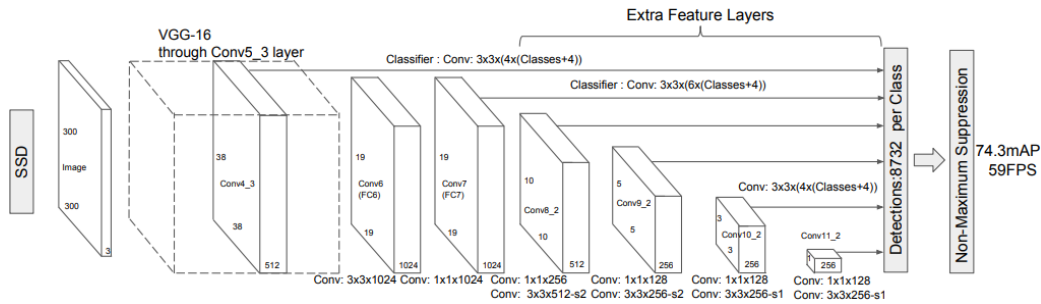 Extra Feature Layers
VGG-16
through Conv5_3 layer
Classifier : Conv: 3x3x(4x(Classes+4))
Classifier : Conv: 3x3x(6x(Classes+4))
SSD
300
Image
300
3
38
Conv4_3
38
512
19
Conv6
(FC6)
19
1024
19
Conv7
(FC7)
19
1024
10
Conv8_2
10
512
5
Conv9_2
5
256
Conv: 3x3x(4x(Classes+4))
3
Conv10_2
3
256
Conv11_2
1
256
Detections:8732 per Class
Non-Maximum Suppression
74.3mAP
59FPS
Conv: 3x3x1024
Conv: 1x1x1024
Conv: 1x1x256
Conv: 3x3x512-s2
Conv: 1x1x128
Conv: 3x3x256-s2
Conv: 1x1x128
Conv: 3x3x256-s1
Conv: 1x1x128
Conv: 3x3x256-s1